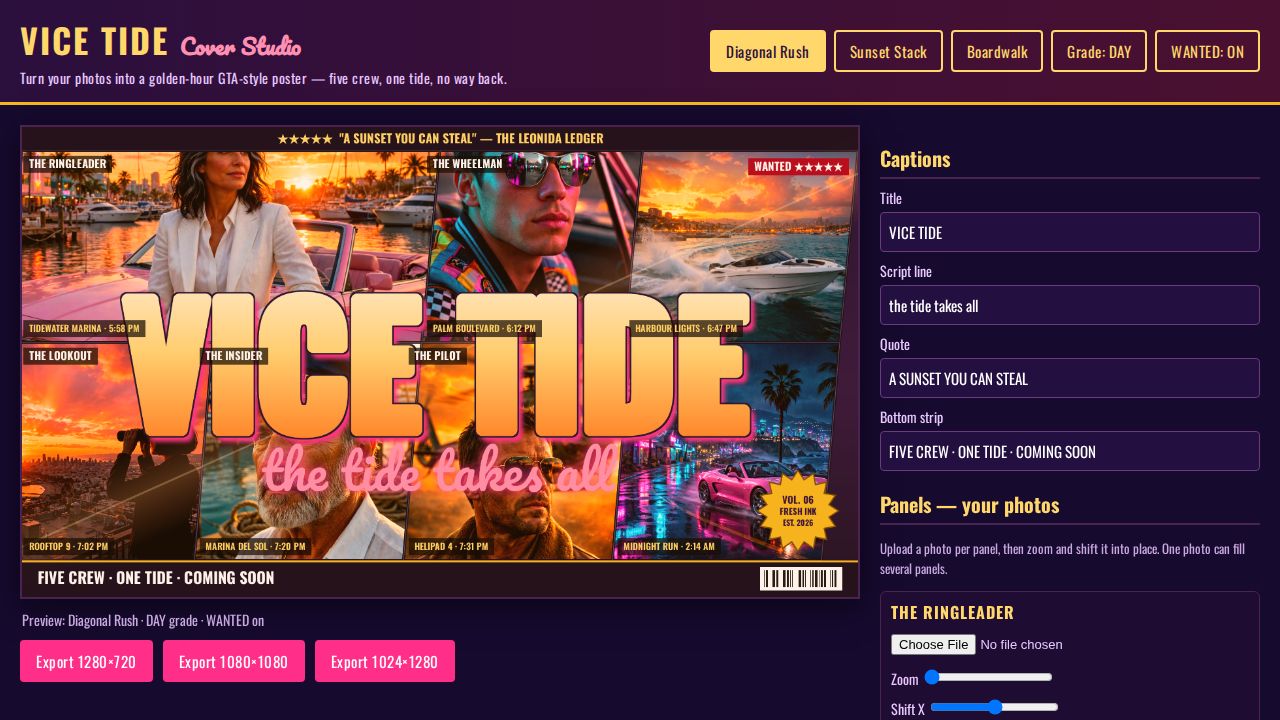 VICE TIDE Cover Studio
Turn your photos into a golden-hour GTA-style poster — five crew, one tide, no way back.
Diagonal Rush
Sunset Stack
Boardwalk
Grade: DAY
WANTED: ON
★★★★★ "A SUNSET YOU CAN STEAL" — THE LEONIDA LEDGER
THE RINGLEADER
THE WHEELMAN
WANTED ★★★★★
TIDEWATER MARINA · 5:58 PM
PALM BOULEVARD · 6:12 PM
HARBOUR LIGHTS · 6:47 PM
VICE TIDE
THE LOOKOUT
THE INSIDER
THE PILOT
the tide takes all
ROOFTOP 9 · 7:02 PM
MARINA DEL SOL · 7:20 PM
HELIPAD 4 · 7:31 PM
MIDNIGHT RUN · 2:14 AM
VOL. 06
FRESH INK
EST. 2026
FIVE CREW · ONE TIDE · COMING SOON
Preview: Diagonal Rush · DAY grade · WANTED on
Export 1280×720
Export 1080×1080
Export 1024×1280
Captions
Title
VICE TIDE
Script line
the tide takes all
Quote
A SUNSET YOU CAN STEAL
Bottom strip
FIVE CREW · ONE TIDE · COMING SOON
Panels — your photos
Upload a photo per panel, then zoom and shift it into place. One photo can fill
several panels.
THE RINGLEADER
Choose File No file chosen
Zoom
Shift X